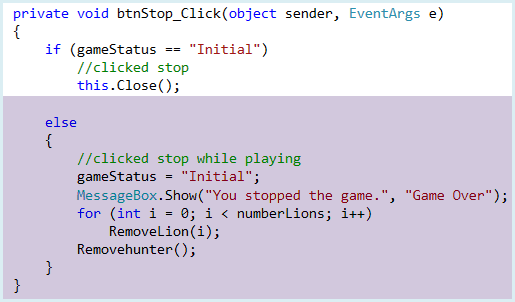 private void btnStop_Click(object sender, EventArgs e)
{
    if (gameStatus == "Initial")
        //clicked stop
        this.Close();

    else
    {
        //clicked stop while playing
        gameStatus = "Initial";
        MessageBox.Show("You stopped the game.", "Game Over");
        for (int i = 0; i < numberLions; i++)
            RemoveLion(i);
        Removehunter();
    }
}